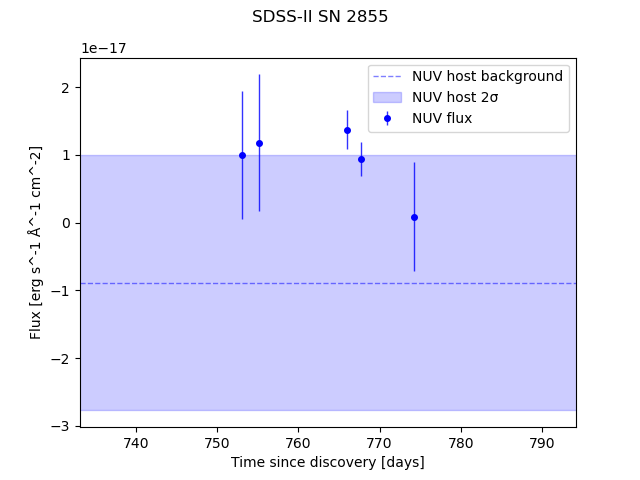 SDSS-II SN 2855
1e−17
NUV host background
NUV host 2σ
NUV flux
2
1
0
−1
−2
−3
Flux [erg s^-1 Å^-1 cm^-2]
740 750 760 770 780 790
Time since discovery [days]